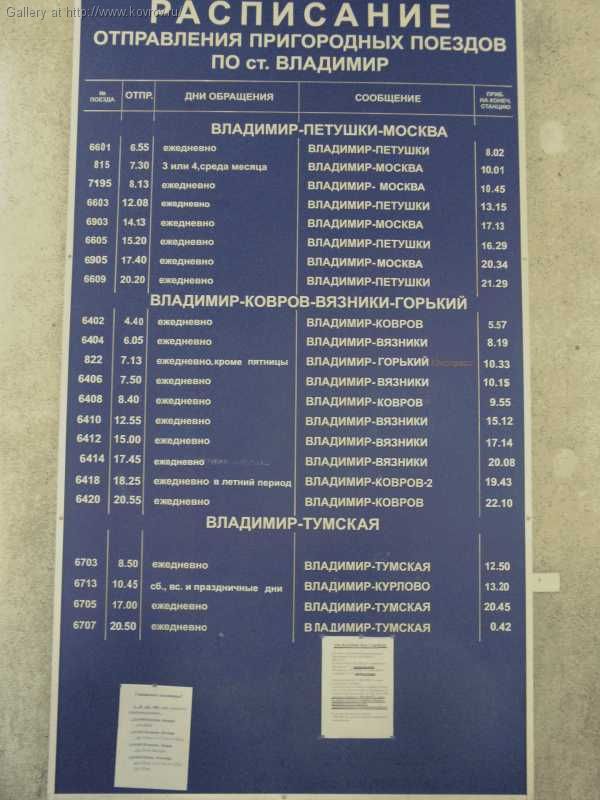 Gallery at http://www.kovrov.ru
АСПИСАНИЕ
ОТПРАВЛЕНИЯ ПРИГОРОДНЫХ ПОЕЗДОВ
ПО ст. ВЛАДИМИР
№ ПОЕЗДА ОТПР. ДНИ ОБРАЩЕНИЯ СООБЩЕНИЕ ПРИБ. НА КОНЕЧ. СТАНЦИЮ
ВЛАДИМИР-ПЕТУШКИ-МОСКВА
6601 6.55 ежедневно ВЛАДИМИР-ПЕТУШКИ 8.02
815 7.30 3 или 4,среда месяца ВЛАДИМИР-МОСКВА 10.01
7195 8.13 ежедневно ВЛАДИМИР- МОСКВА 10.45
6603 12.08 ежедневно ВЛАДИМИР-ПЕТУШКИ 13.15
6903 14.13 ежедневно ВЛАДИМИР-МОСКВА 17.13
6605 15.20 ежедневно ВЛАДИМИР-ПЕТУШКИ 16.29
6905 17.40 ежедневно ВЛАДИМИР-МОСКВА 20.34
6609 20.20 ежедневно ВЛАДИМИР-ПЕТУШКИ 21.29
ВЛАДИМИР-КОВРОВ-ВЯЗНИКИ-ГОРЬКИЙ
6402 4.40 ежедневно ВЛАДИМИР-КОВРОВ 5.57
6404 6.05 ежедневно ВЛАДИМИР-ВЯЗНИКИ 8.19
822 7.13 ежедневно,кроме пятницы ВЛАДИМИР-ГОРЬКИЙ 10.33
6406 7.50 ежедневно ВЛАДИМИР-ВЯЗНИКИ 10.15
6408 8.40 ежедневно ВЛАДИМИР-КОВРОВ 9.55
6410 12.55 ежедневно ВЛАДИМИР-ВЯЗНИКИ 15.12
6412 15.00 ежедневно ВЛАДИМИР-ВЯЗНИКИ 17.14
6414 17.45 ежедневно ВЛАДИМИР-ВЯЗНИКИ 20.08
6418 18.25 ежедневно в летний период ВЛАДИМИР-КОВРОВ-2 19.43
6420 20.55 ежедневно ВЛАДИМИР-КОВРОВ 22.10
ВЛАДИМИР-ТУМСКАЯ
6703 8.50 ежедневно ВЛАДИМИР-ТУМСКАЯ 12.50
6713 10.45 сб., вс. и праздничные дни ВЛАДИМИР-КУРЛОВО 13.20
6705 17.00 ежедневно ВЛАДИМИР-ТУМСКАЯ 20.45
6707 20.50 ежедневно ВЛАДИМИР-ТУМСКАЯ 0.42